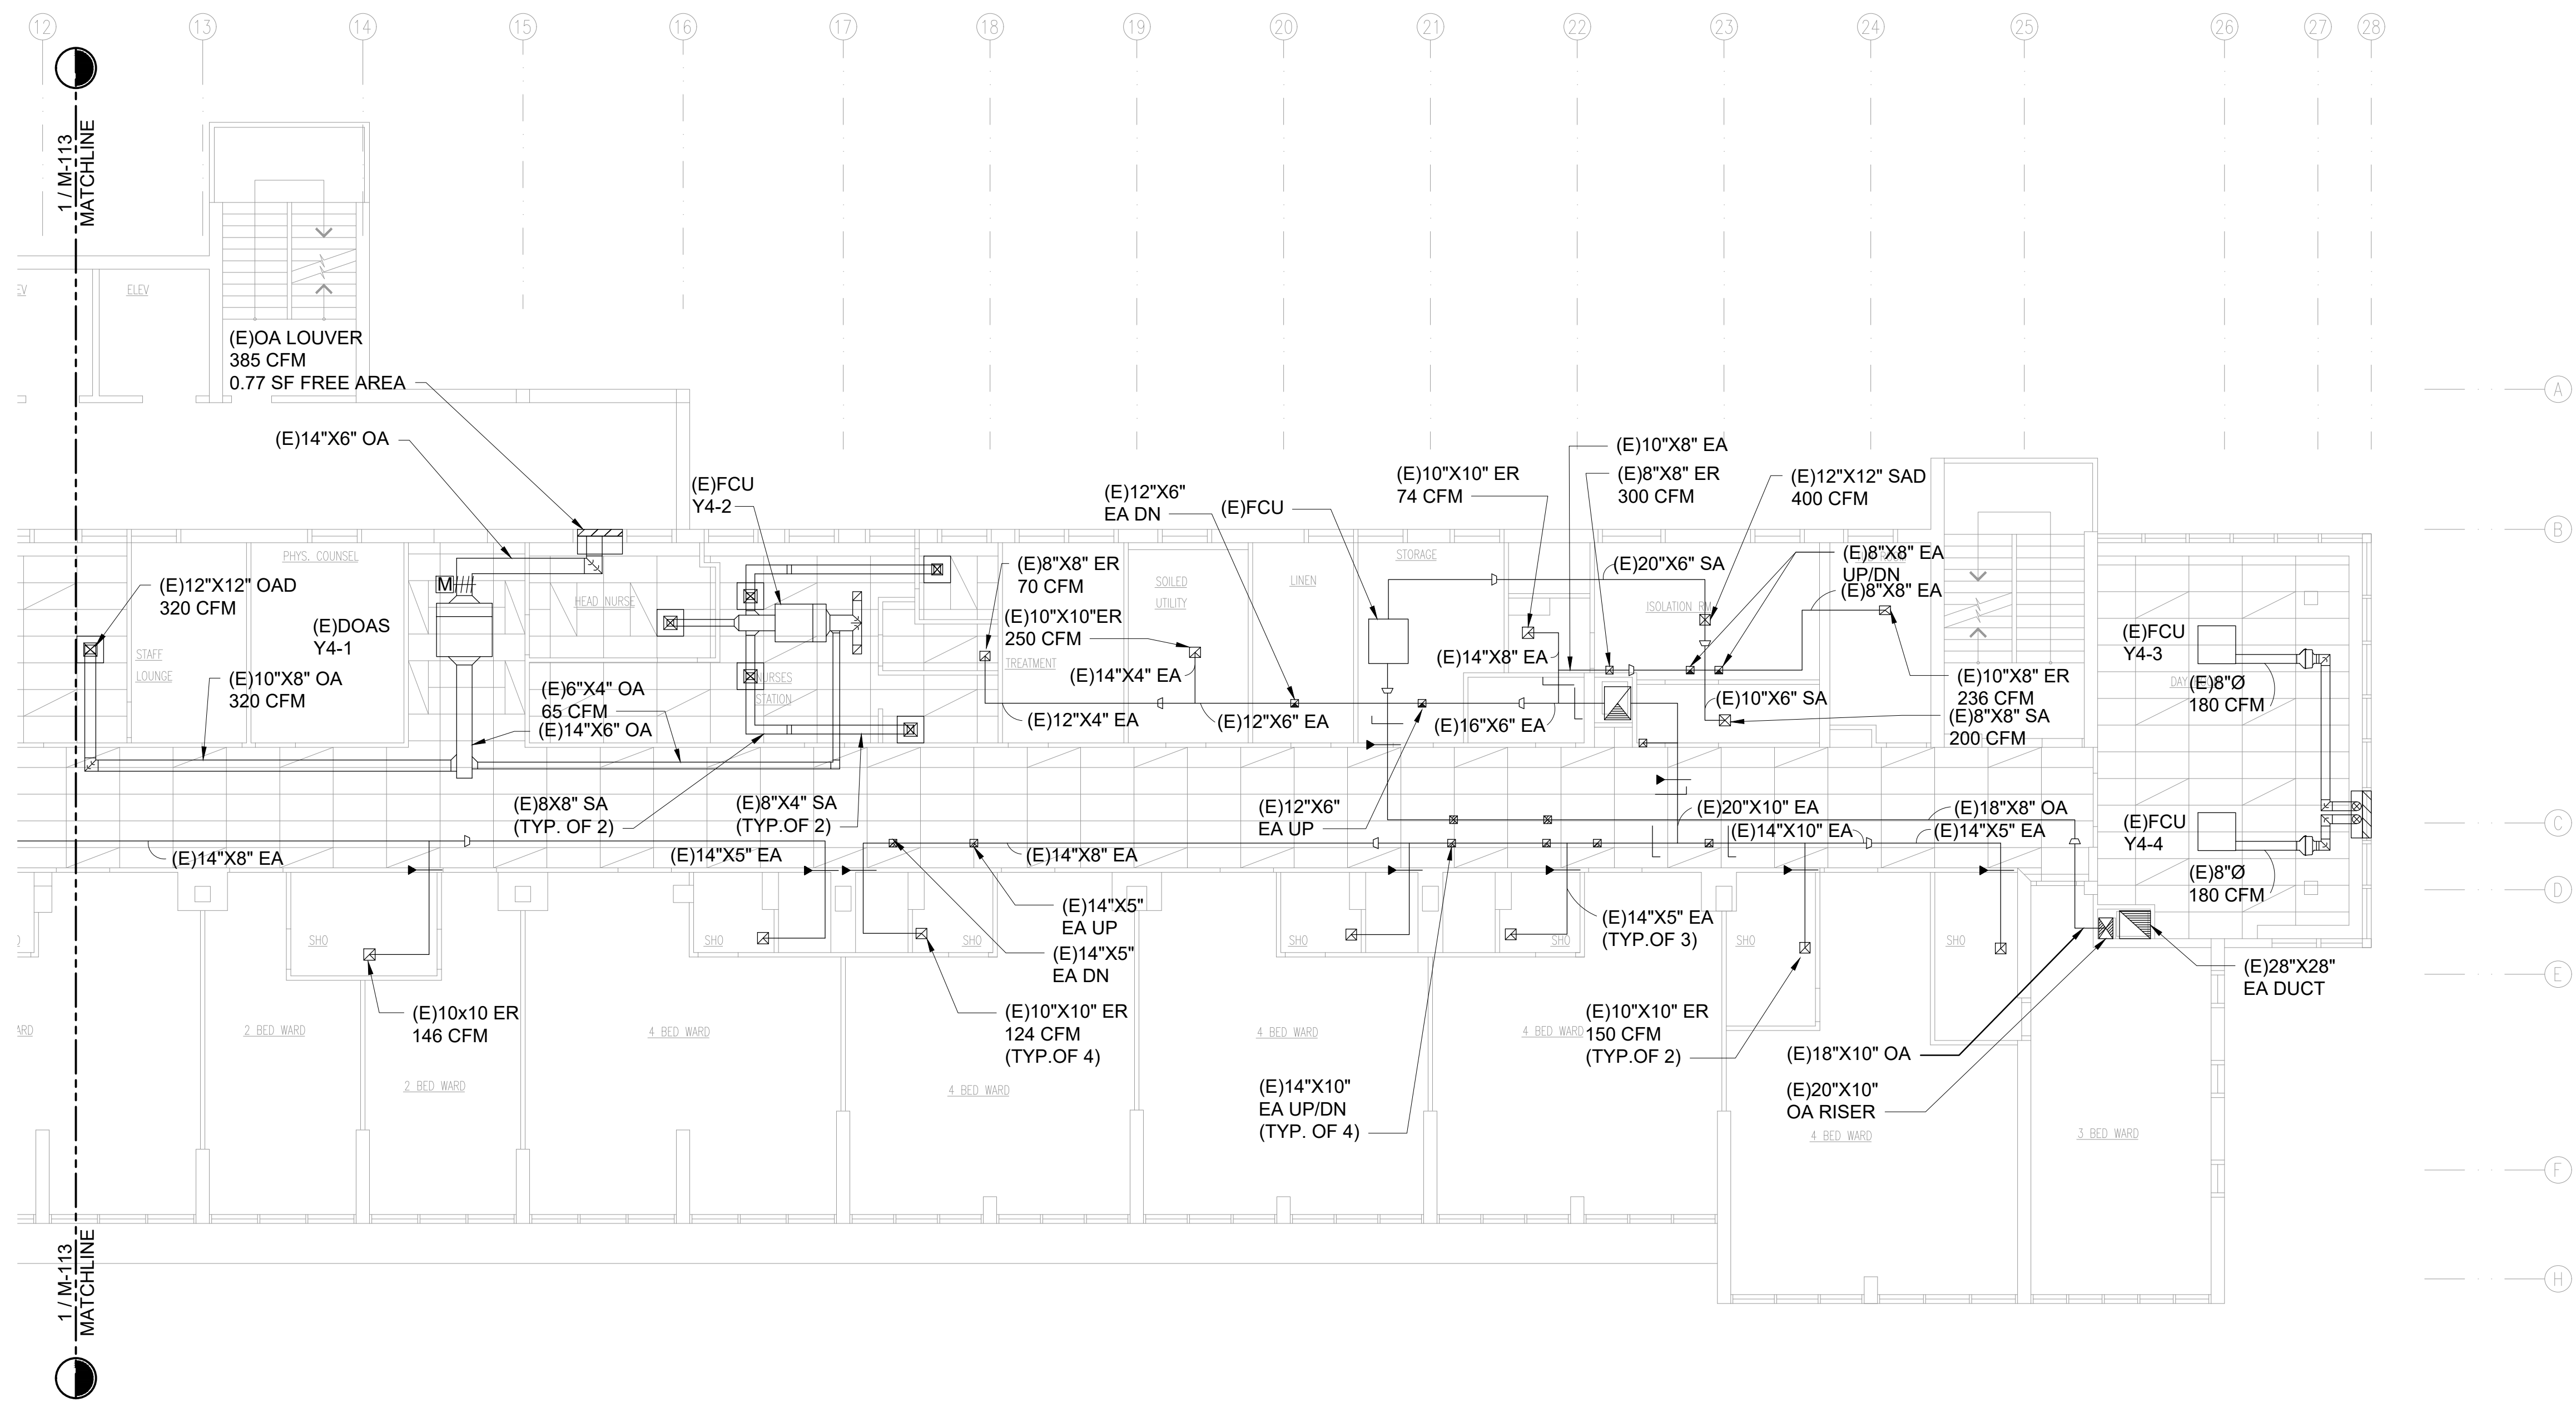 12
13
14
15
16
17
18
19
20
21
22
23
24
25
26
27
28
A
B
C
D
E
F
H
1 / M-113
MATCHLINE
1 / M-113
MATCHLINE
ELEV
(E)OA LOUVER
385 CFM
0.77 SF FREE AREA
(E)14"X6" OA
(E)FCU
Y4-2
(E)12"X6"
EA DN
(E)FCU
(E)10"X10" ER
74 CFM
(E)10"X8" EA
(E)8"X8" ER
300 CFM
(E)12"X12" SAD
400 CFM
PHYS. COUNSEL
STORAGE
(E)8"X8" EA
UP/DN
(E)8"X8" EA
(E)20"X6" SA
(E)12"X12" OAD
320 CFM
HEAD NURSE
(E)8"X8" ER
70 CFM
SOILED
UTILITY
LINEN
ISOLATION RM
(E)DOAS
Y4-1
(E)10"X10"ER
250 CFM
(E)FCU
Y4-3
STAFF
LOUNGE
TREATMENT
(E)14"X8" EA
(E)14"X4" EA
(E)10"X8" OA
320 CFM
(E)6"X4" OA
65 CFM
(E)14"X6" OA
NURSES
STATION
(E)12"X4" EA
(E)12"X6" EA
(E)16"X6" EA
(E)10"X6" SA
(E)10"X8" ER
236 CFM
(E)8"X8" SA
200 CFM
(E)8"Ø
180 CFM
(E)8X8" SA
(TYP. OF 2)
(E)8"X4" SA
(TYP.OF 2)
(E)12"X6"
EA UP
(E)20"X10" EA
(E)18"X8" OA
(E)14"X10" EA
(E)14"X5" EA
(E)FCU
Y4-4
(E)14"X8" EA
(E)14"X5" EA
(E)14"X8" EA
(E)8"Ø
180 CFM
(E)14"X5"
EA UP
(E)14"X5" EA
(TYP.OF 3)
SHO
SHO
SHO
SHO
SHO
SHO
SHO
(E)14"X5"
EA DN
(E)28"X28"
EA DUCT
(E)10x10 ER
146 CFM
(E)10"X10" ER
124 CFM
(TYP.OF 4)
(E)10"X10" ER
150 CFM
(TYP.OF 2)
2 BED WARD
4 BED WARD
4 BED WARD
4 BED WARD
(E)18"X10" OA
2 BED WARD
4 BED WARD
(E)14"X10"
EA UP/DN
(TYP. OF 4)
(E)20"X10"
OA RISER
4 BED WARD
3 BED WARD